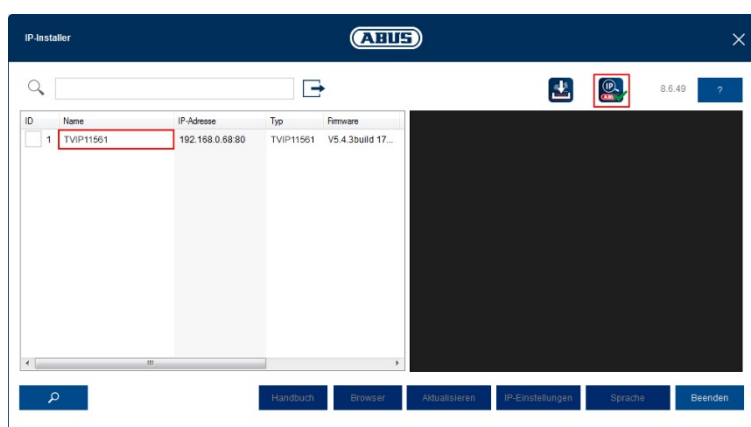 IP-Installer
ABUS
8.6.49
?
ID Name IP-Adresse Typ Firmware
1 TVIP11561 192.168.0.68:80 TVIP11561 V5.4.3build 17...
Handbuch Browser Aktualisieren IP-Einstellungen Sprache Beenden